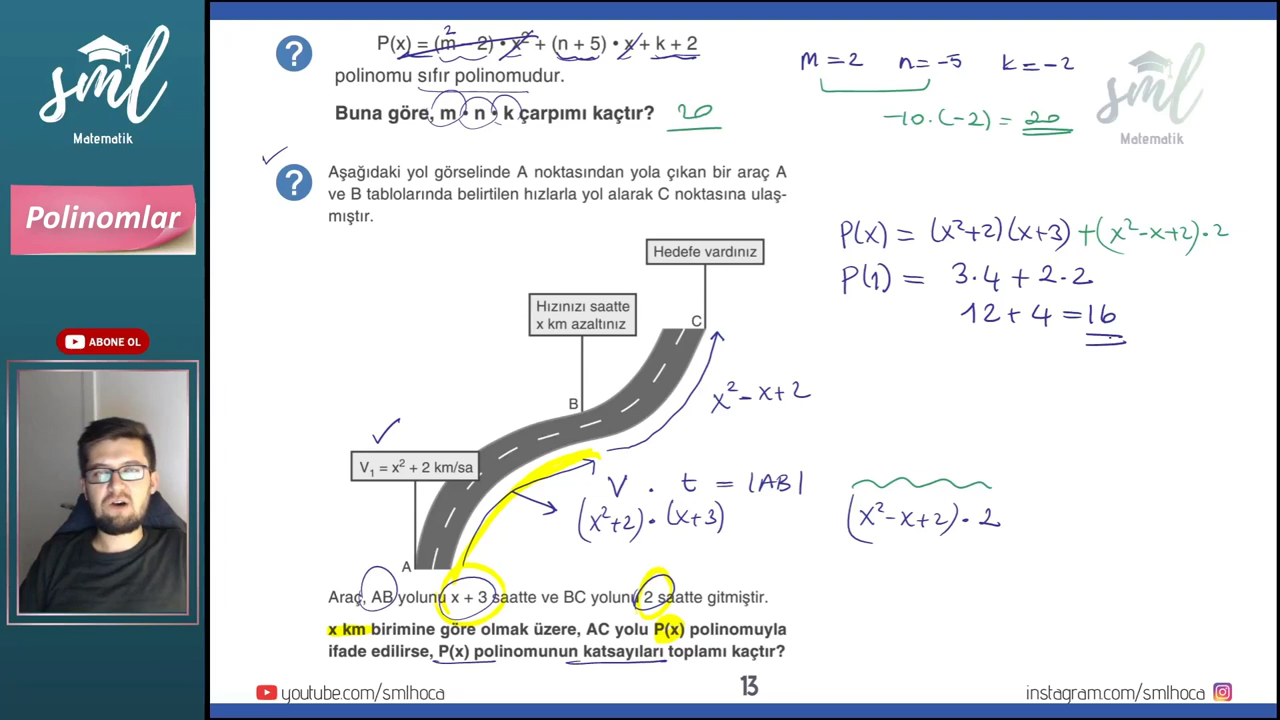 sml
Matematik
Polinomlar
ABONE OL
P(x) = (m - 2) • x² + (n + 5) • x + k + 2
2
polinomu sıfır polinomudur.
Buna göre, m • n • k çarpımı kaçtır? 20
m = 2 n = -5 k = -2
-10 • (-2) = 20
sml
Matematik
Aşağıdaki yol görselinde A noktasından yola çıkan bir araç A
ve B tablolarında belirtilen hızlarla yol alarak C noktasına ulaş-
mıştır.
Hedefe vardınız
Hızınızı saatte
x km azaltınız
C
B
V₁ = x² + 2 km/sa
A
x² - x + 2
V . t = |AB|
(x²+2) • (x+3)
P(x) = (x²+2)(x+3) + (x²-x+2) • 2
P(1) = 3.4 + 2.2
12 + 4 = 16
(x²-x+2) • 2
Araç, AB yolunu x + 3 saatte ve BC yolunu 2 saatte gitmiştir.
x km birimine göre olmak üzere, AC yolu P(x) polinomuyla
ifade edilirse, P(x) polinomunun katsayıları toplamı kaçtır?
youtube.com/smlhoca
13
instagram.com/smlhoca